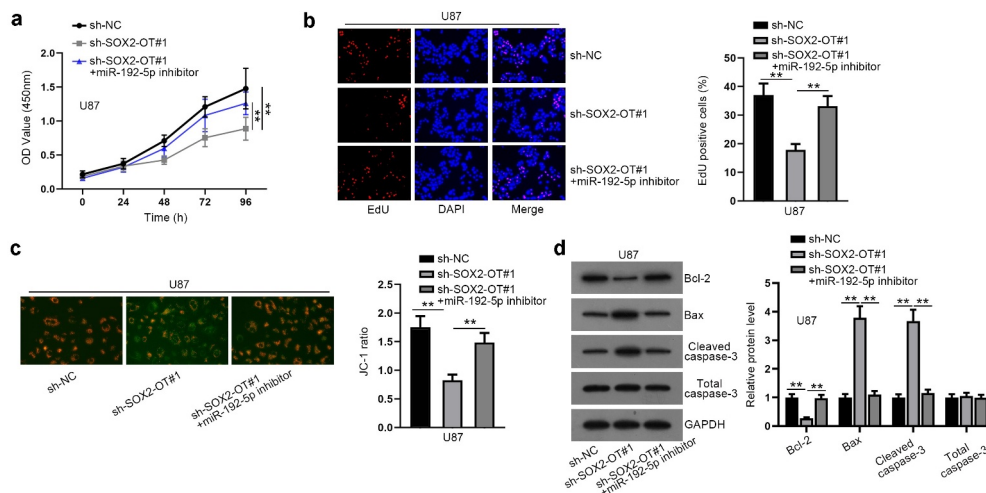 a
sh-NC
sh-SOX2-OT#1
sh-SOX2-OT#1
+miR-192-5p inhibitor
U87
OD Value (450nm)
2.0
1.5
1.0
0.5
0.0
**
**
0 24 48 72 96
Time (h)
b
U87
sh-NC
sh-SOX2-OT#1
sh-SOX2-OT#1
+miR-192-5p inhibitor
EdU DAPI Merge
sh-NC
sh-SOX2-OT#1
sh-SOX2-OT#1
+miR-192-5p inhibitor
EdU positive cells (%)
50
40
30
20
10
0
** **
U87
c
U87
sh-NC
sh-SOX2-OT#1
sh-SOX2-OT#1
+miR-192-5p inhibitor
sh-NC
sh-SOX2-OT#1
sh-SOX2-OT#1
+miR-192-5p inhibitor
JC-1 ratio
2.5
2.0
1.5
1.0
0.5
0.0
** **
U87
d
U87
Bcl-2
Bax
Cleaved
caspase-3
Total
caspase-3
GAPDH
sh-NC
sh-SOX2-OT#1
sh-SOX2-OT#1
+miR-192-5p inhibitor
sh-NC
sh-SOX2-OT#1
sh-SOX2-OT#1
+miR-192-5p inhibitor
U87
Relative protein level
5
4
3
2
1
0
** ** ** ** ** **
Bcl-2
Bax
Cleaved
caspase-3
Total
caspase-3